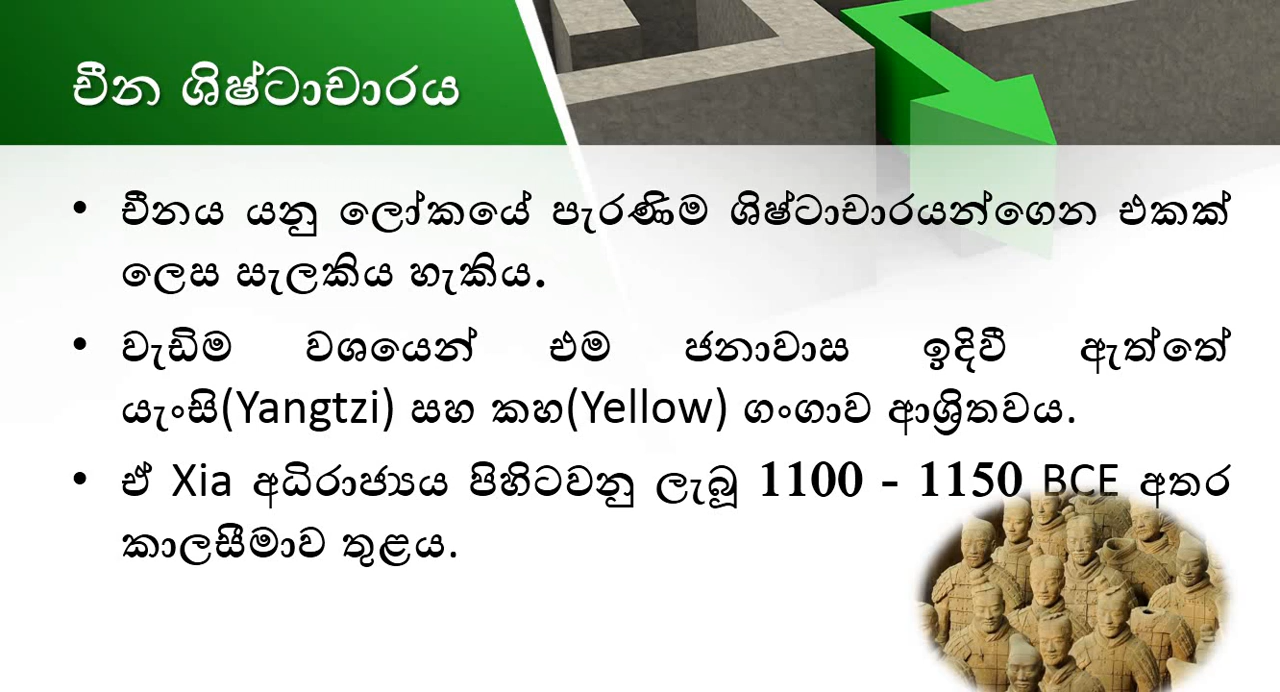 චීන ශිෂ්ටාචාරය
• චීනය යනු ලෝකයේ පැරණිම ශිෂ්ටාචාරයන්ගෙන එකක්
ලෙස සැලකිය හැකිය.
• වැඩිම වශයෙන් එම ජනාවාස ඉදිවී ඇත්තේ
යැංසි(Yangtzi) සහ කහ(Yellow) ගංගාව ආශ්‍රිතවය.
• ඒ Xia අධිරාජ්‍යය පිහිටවනු ලැබූ 1100 - 1150 BCE අතර
කාලසීමාව තුළය.